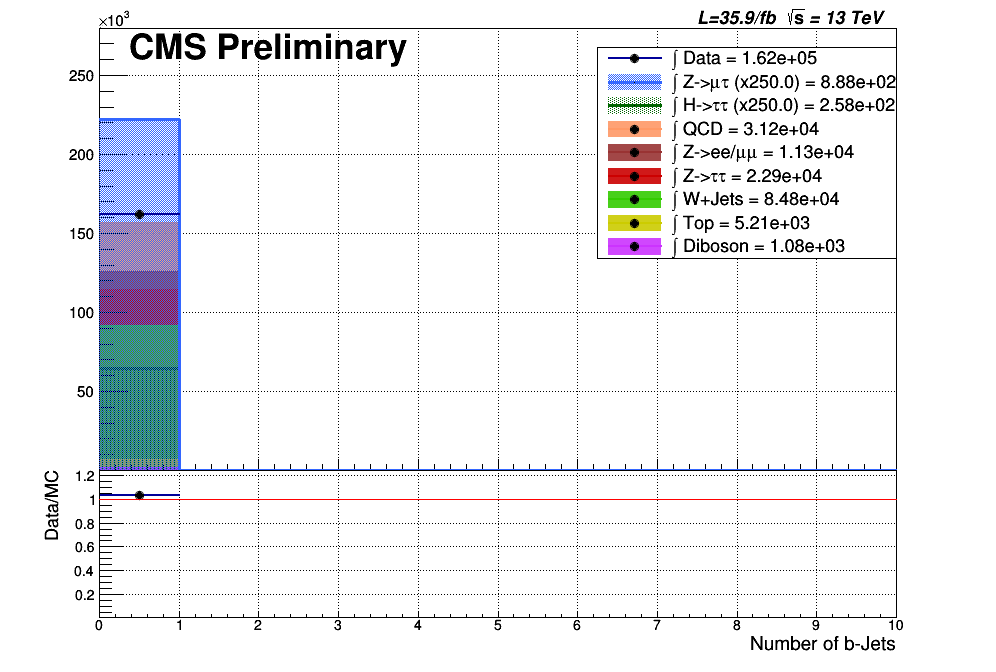 ×10³
L=35.9/fb √s = 13 TeV
CMS Preliminary
∫ Data = 1.62e+05
∫ Z->μτ (x250.0) = 8.88e+02
∫ H->ττ (x250.0) = 2.58e+02
∫ QCD = 3.12e+04
∫ Z->ee/μμ = 1.13e+04
∫ Z->ττ = 2.29e+04
∫ W+Jets = 8.48e+04
∫ Top = 5.21e+03
∫ Diboson = 1.08e+03
250
200
150
100
50
Data/MC
1.2
1
0.8
0.6
0.4
0.2
0 1 2 3 4 5 6 7 8 9 10
Number of b-Jets